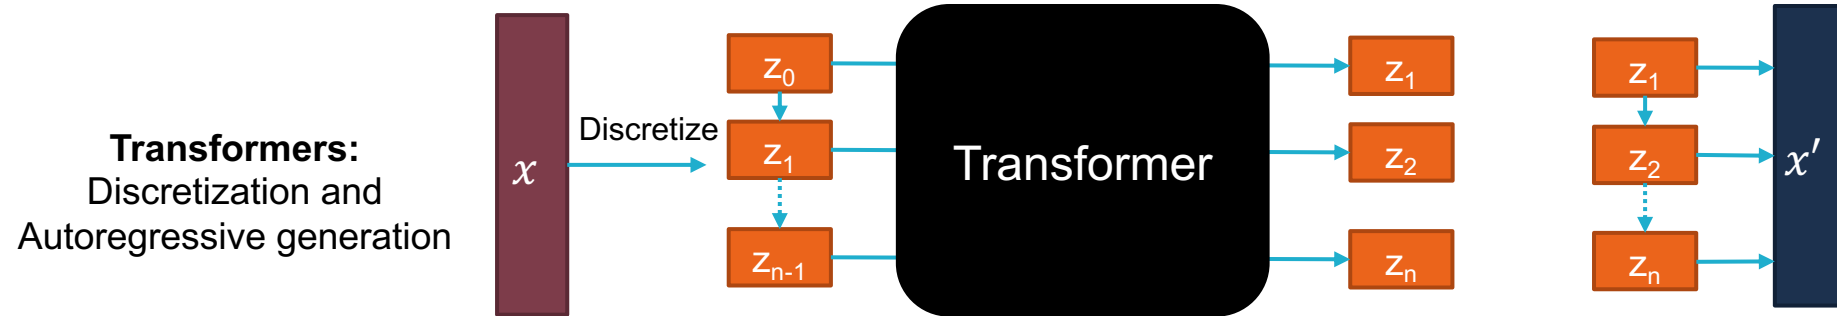 Transformers:
Discretization and
Autoregressive generation
x
Discretize
z₀
z₁
zₙ₋₁
Transformer
z₁
z₂
zₙ
z₁
z₂
zₙ
x′